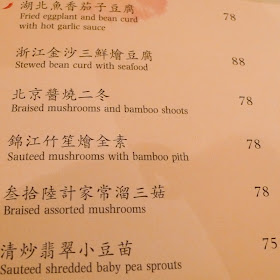 湖北魚香茄子豆腐 78
Fried eggplant and bean curd
with hot garlic sauce
浙江金沙三鮮燴豆腐 88
Stewed bean curd with seafood
北京醬燒二冬 78
Braised mushrooms and bamboo shoots
錦江竹笙燴全素 78
Sauteed mushrooms with bamboo pith
叁拾陸計家常溜三菇 78
Braised assorted mushrooms
清炒翡翠小豆苗 75
Sauteed shredded baby pea sprouts